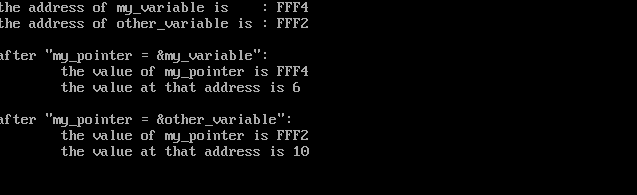 the address of my_variable is    : FFF4
the address of other_variable is : FFF2
after "my_pointer = &my_variable":
the value of my_pointer is FFF4
the value at that address is 6
after "my_pointer = &other_variable":
the value of my_pointer is FFF2
the value at that address is 10